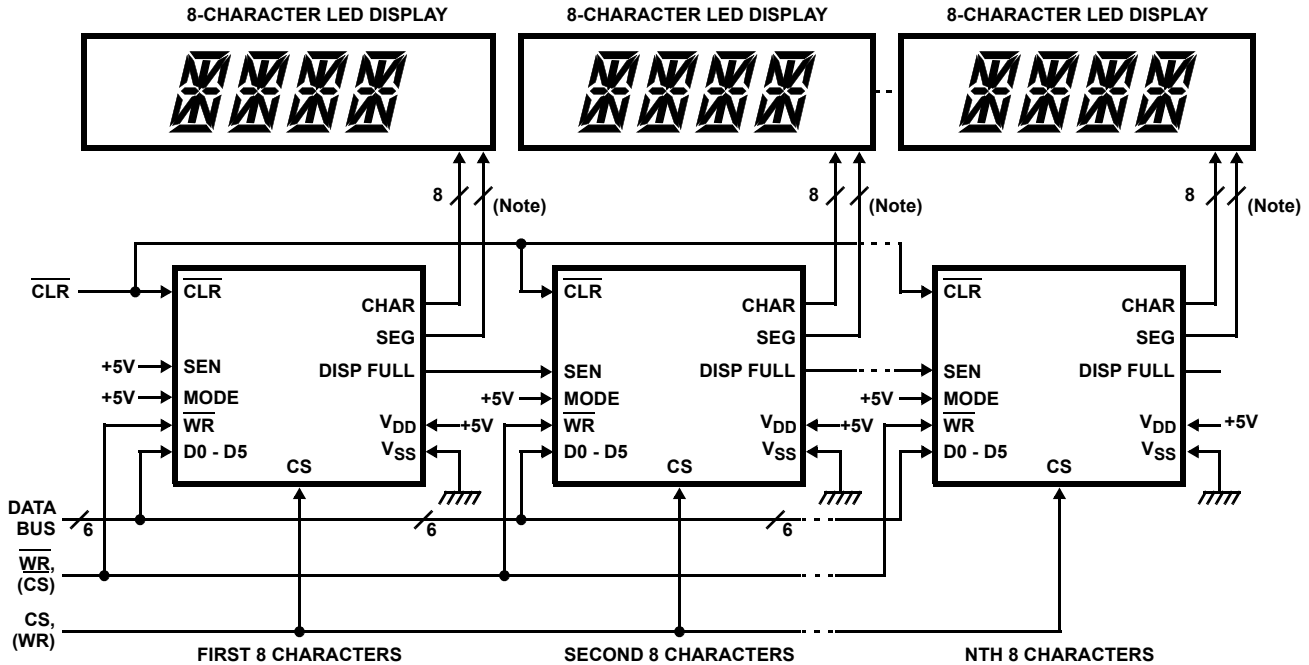 8-CHARACTER LED DISPLAY
8-CHARACTER LED DISPLAY
8-CHARACTER LED DISPLAY
8
(Note)
8
(Note)
8
(Note)
CLR
CLR
CHAR
SEG
SEN
DISP FULL
MODE
WR
VDD
D0 - D5
VSS
CS
+5V
+5V
+5V
CLR
CHAR
SEG
SEN
DISP FULL
MODE
WR
VDD
D0 - D5
VSS
CS
+5V
+5V
CLR
CHAR
SEG
SEN
DISP FULL
MODE
WR
VDD
D0 - D5
VSS
CS
+5V
+5V
DATA
BUS
6
6
6
WR,
(CS)
CS,
(WR)
FIRST 8 CHARACTERS
SECOND 8 CHARACTERS
NTH 8 CHARACTERS